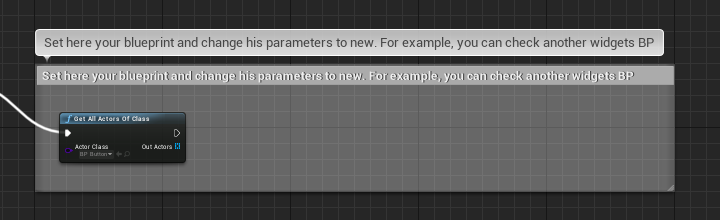 Set here your blueprint and change his parameters to new. For example, you can check another widgets BP
Set here your blueprint and change his parameters to new. For example, you can check another widgets BP
f Get All Actors Of Class
Actor Class
BP Button
Out Actors